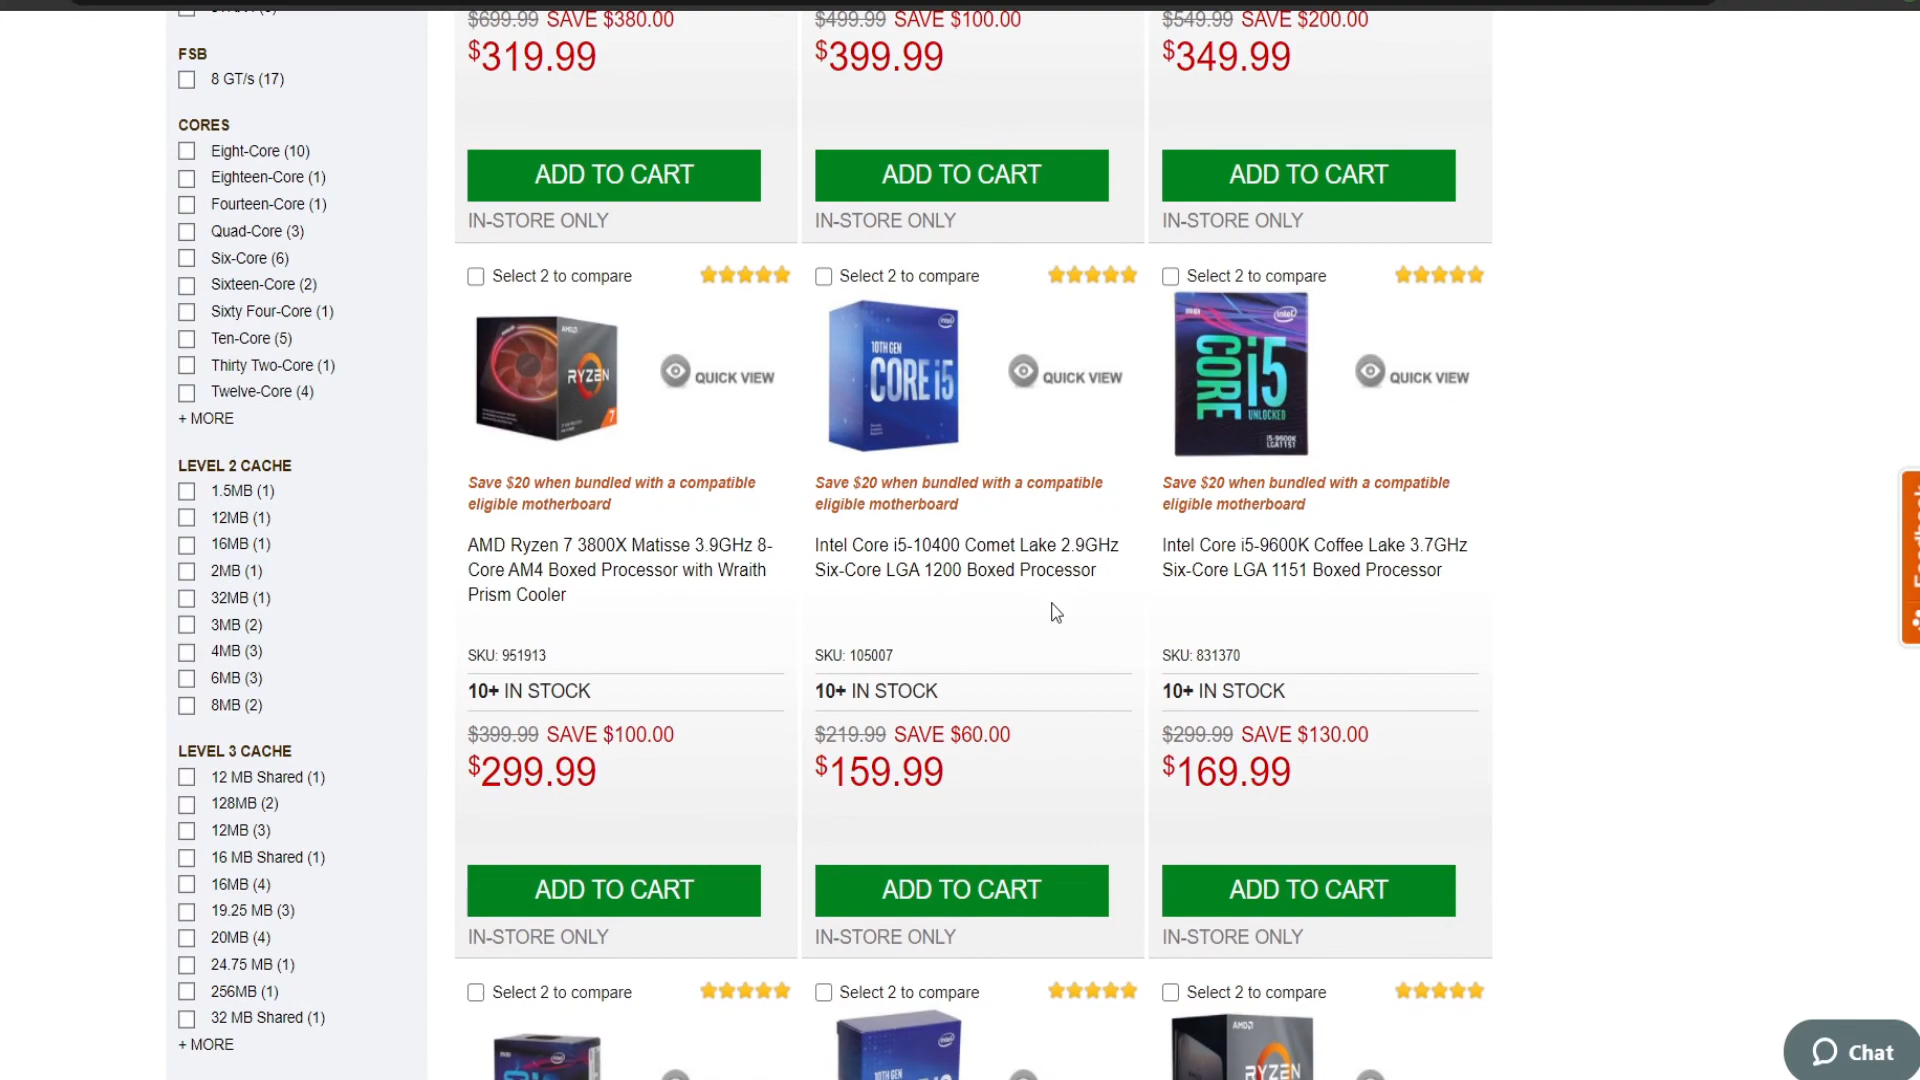 FSB
8 GT/s (17)
CORES
Eight-Core (10)
Eighteen-Core (1)
Fourteen-Core (1)
Quad-Core (3)
Six-Core (6)
Sixteen-Core (2)
Sixty Four-Core (1)
Ten-Core (5)
Thirty Two-Core (1)
Twelve-Core (4)
+ MORE
LEVEL 2 CACHE
1.5MB (1)
12MB (1)
16MB (1)
2MB (1)
32MB (1)
3MB (2)
4MB (3)
6MB (3)
8MB (2)
LEVEL 3 CACHE
12 MB Shared (1)
128MB (2)
12MB (3)
16 MB Shared (1)
16MB (4)
19.25 MB (3)
20MB (4)
24.75 MB (1)
256MB (1)
32 MB Shared (1)
+ MORE
$699.99 SAVE $380.00
$319.99
ADD TO CART
IN-STORE ONLY
$499.99 SAVE $100.00
$399.99
ADD TO CART
IN-STORE ONLY
$549.99 SAVE $200.00
$349.99
ADD TO CART
IN-STORE ONLY
Select 2 to compare
AMD
RYZEN
7
QUICK VIEW
Save $20 when bundled with a compatible
eligible motherboard
AMD Ryzen 7 3800X Matisse 3.9GHz 8-
Core AM4 Boxed Processor with Wraith
Prism Cooler
SKU: 951913
10+ IN STOCK
$399.99 SAVE $100.00
$299.99
ADD TO CART
IN-STORE ONLY
Select 2 to compare
intel
10TH GEN
CORE i5
QUICK VIEW
Save $20 when bundled with a compatible
eligible motherboard
Intel Core i5-10400 Comet Lake 2.9GHz
Six-Core LGA 1200 Boxed Processor
SKU: 105007
10+ IN STOCK
$219.99 SAVE $60.00
$159.99
ADD TO CART
IN-STORE ONLY
Select 2 to compare
intel
CORE i5
UNLOCKED
i5-9600K
LGA1151
QUICK VIEW
Save $20 when bundled with a compatible
eligible motherboard
Intel Core i5-9600K Coffee Lake 3.7GHz
Six-Core LGA 1151 Boxed Processor
SKU: 831370
10+ IN STOCK
$299.99 SAVE $130.00
$169.99
ADD TO CART
IN-STORE ONLY
Select 2 to compare
intel
Select 2 to compare
intel
10TH GEN
Select 2 to compare
AMD
RYZEN
Chat